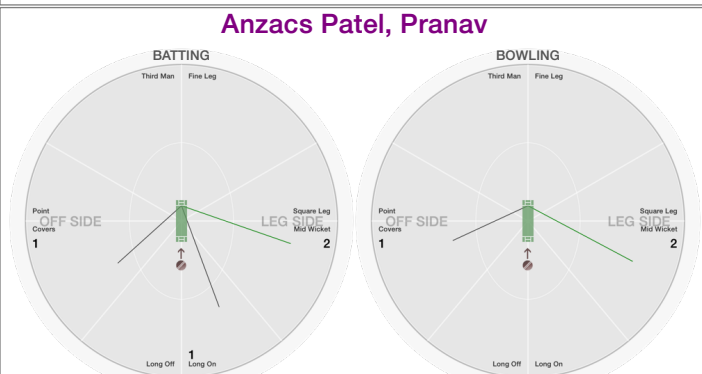 Anzacs Patel, Pranav
BATTING
Third Man Fine Leg
Point
OFF SIDE
Covers
1
Square Leg
LEG SIDE
Mid Wicket
2
1
Long Off Long On
BOWLING
Third Man Fine Leg
Point
OFF SIDE
Covers
1
Square Leg
LEG SIDE
Mid Wicket
2
Long Off Long On